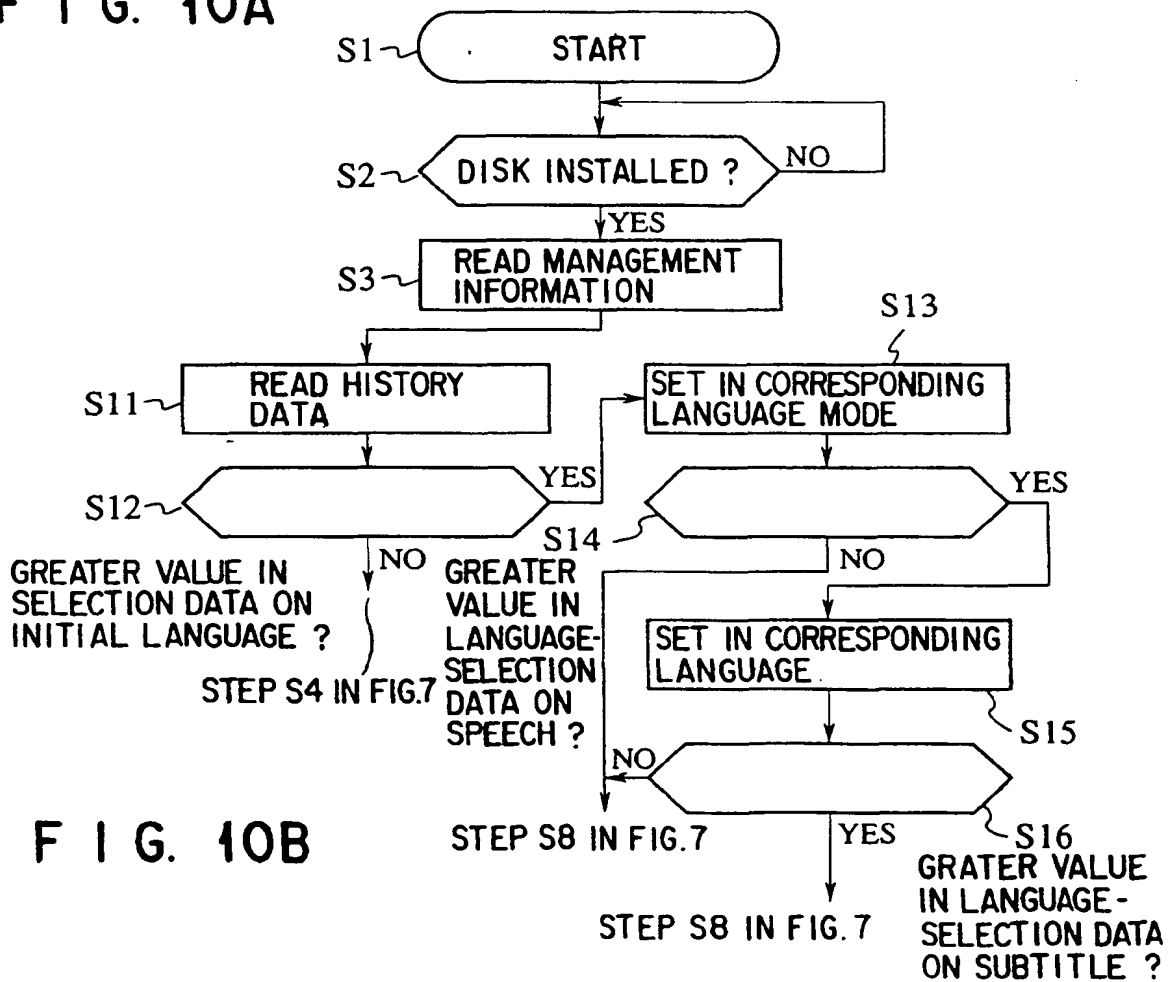 F I G. 10A
S1
START
S2
DISK INSTALLED ?
NO
YES
S3
READ MANAGEMENT
INFORMATION
S13
S11
READ HISTORY
DATA
SET IN CORRESPONDING
LANGUAGE MODE
S12
YES
S14
YES
NO
NO
GREATER VALUE IN
SELECTION DATA ON
INITIAL LANGUAGE ?
STEP S4 IN FIG.7
GREATER
VALUE IN
LANGUAGE-
SELECTION
DATA ON
SPEECH ?
SET IN CORRESPONDING
LANGUAGE
S15
NO
F I G. 10B
STEP S8 IN FIG.7
YES
S16
GRATER VALUE
IN LANGUAGE-
SELECTION DATA
ON SUBTITLE ?
STEP S8 IN FIG.7